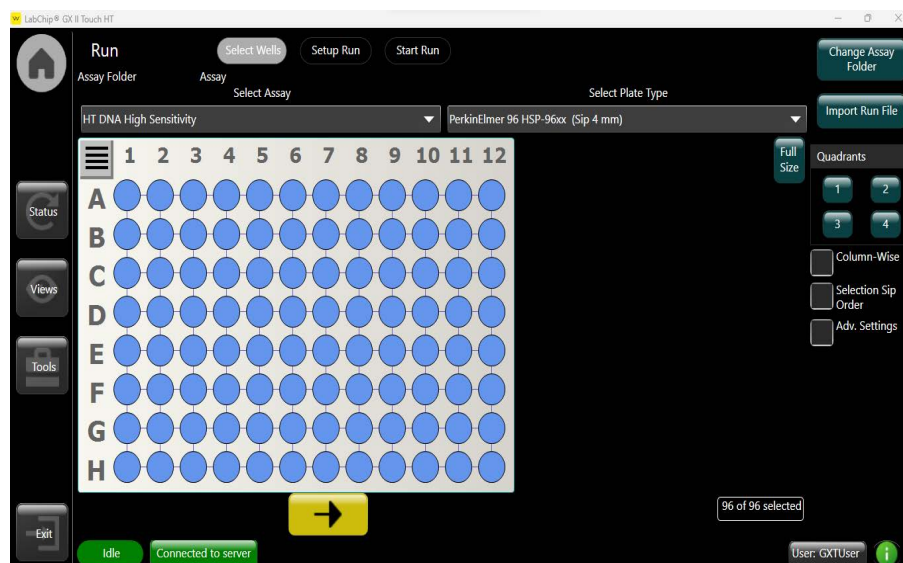 LabChip® GX II Touch HT
Run
Select Wells
Setup Run
Start Run
Change Assay
Folder
Assay Folder
Assay
Select Assay
Select Plate Type
HT DNA High Sensitivity
PerkinElmer 96 HSP-96xx (Sip 4 mm)
Import Run File
1 2 3 4 5 6 7 8 9 10 11 12
Full
Size
Quadrants
A
1 2
Status
B
3 4
C
Column-Wise
Views
Selection Sip
Order
D
Adv. Settings
E
Tools
F
G
H
96 of 96 selected
Exit
Idle
Connected to server
User: GXTUser
i